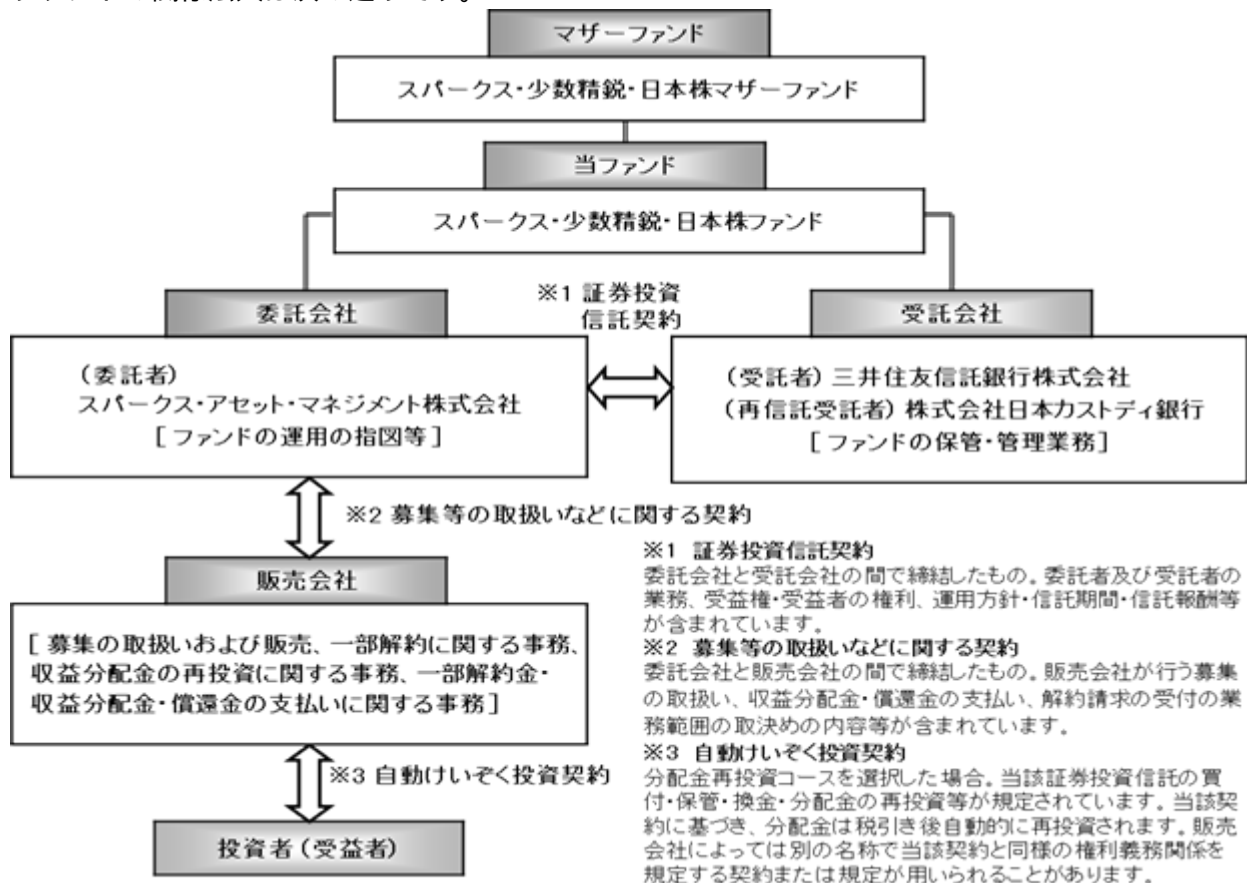 マザーファンド
スパークス・少数精鋭・日本株マザーファンド
当ファンド
スパークス・少数精鋭・日本株ファンド
委託会社
(委託者)
スパークス・アセット・マネジメント株式会社
[ファンドの運用の指図等]
※1 証券投資
信託契約
受託会社
(受託者) 三井住友信託銀行株式会社
(再信託受託者) 株式会社日本カストディ銀行
[ファンドの保管・管理業務]
※2 募集等の取扱いなどに関する契約
販売会社
[募集の取扱いおよび販売、一部解約に関する事務、
収益分配金の再投資に関する事務、一部解約金・
収益分配金・償還金の支払いに関する事務]
※3 自動けいぞく投資契約
投資者(受益者)
※1 証券投資信託契約
委託会社と受託会社の間で締結したもの。委託者及び受託者の
業務、受益権・受益者の権利、運用方針・信託期間・信託報酬等
が含まれています。
※2 募集等の取扱いなどに関する契約
委託会社と販売会社の間で締結したもの。販売会社が行う募集
の取扱い、収益分配金・償還金の支払い、解約請求の受付の業
務範囲の取決めの内容等が含まれています。
※3 自動けいぞく投資契約
分配金再投資コースを選択した場合。当該証券投資信託の買
付・保管・換金・分配金の再投資等が規定されています。当該契
約に基づき、分配金は税引き後自動的に再投資されます。販売
会社によっては別の名称で当該契約と同様の権利義務関係を
規定する契約または規定が用いられることがあります。